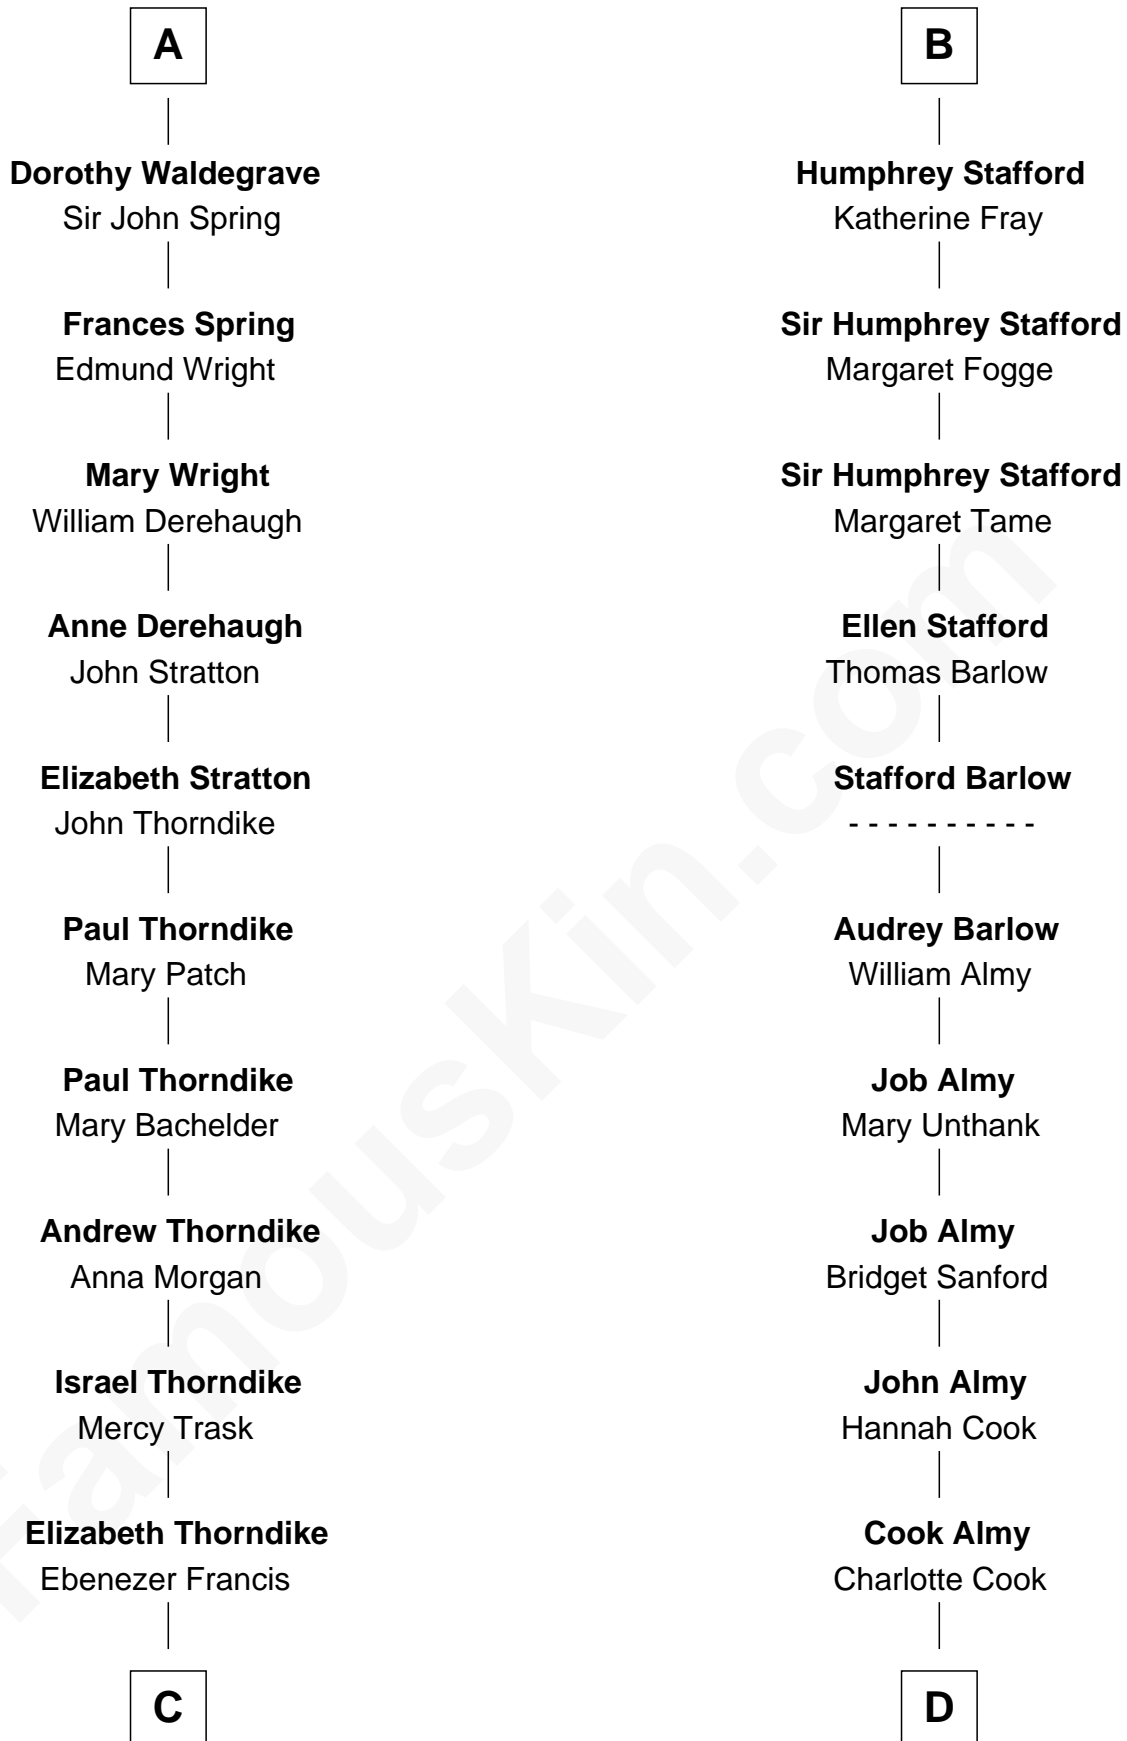 A
Dorothy Waldegrave
Sir John Spring
Frances Spring
Edmund Wright
Mary Wright
William Derehaugh
Anne Derehaugh
John Stratton
Elizabeth Stratton
John Thorndike
Paul Thorndike
Mary Patch
Paul Thorndike
Mary Bachelder
Andrew Thorndike
Anna Morgan
Israel Thorndike
Mercy Trask
Elizabeth Thorndike
Ebenezer Francis
C
B
Humphrey Stafford
Katherine Fray
Sir Humphrey Stafford
Margaret Fogge
Sir Humphrey Stafford
Margaret Tame
Ellen Stafford
Thomas Barlow
Stafford Barlow
- - - - - - - - - -
Audrey Barlow
William Almy
Job Almy
Mary Unthank
Job Almy
Bridget Sanford
John Almy
Hannah Cook
Cook Almy
Charlotte Cook
D
FamousKin.com